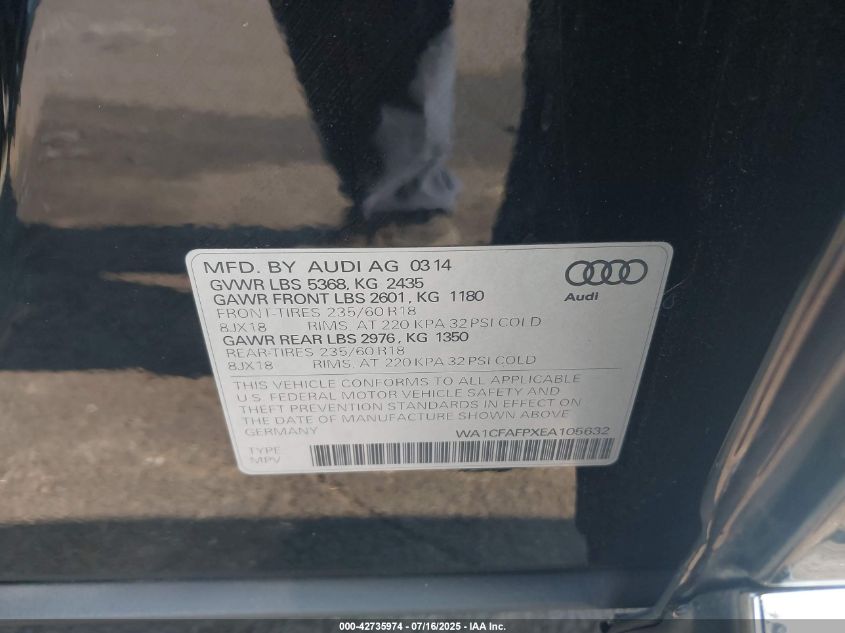 MFD. BY AUDI AG 0314
GVWR LBS 5368, KG 2435
GAWR FRONT LBS 2601, KG 1180
FRONT-TIRES 235/60 R18
8JX18 RIMS. AT 220 KPA 32 PSI COLD
GAWR REAR LBS 2976, KG 1350
REAR-TIRES 235/60 R18
8JX18 RIMS. AT 220 KPA 32 PSI COLD
Audi
THIS VEHICLE CONFORMS TO ALL APPLICABLE
U.S. FEDERAL MOTOR VEHICLE SAFETY AND
THEFT PREVENTION STANDARDS IN EFFECT ON
THE DATE OF MANUFACTURE SHOWN ABOVE
GERMANY WA1CFAFPXEA105632
TYPE
MPV
000-42735974 - 07/16/2025 - IAA Inc.